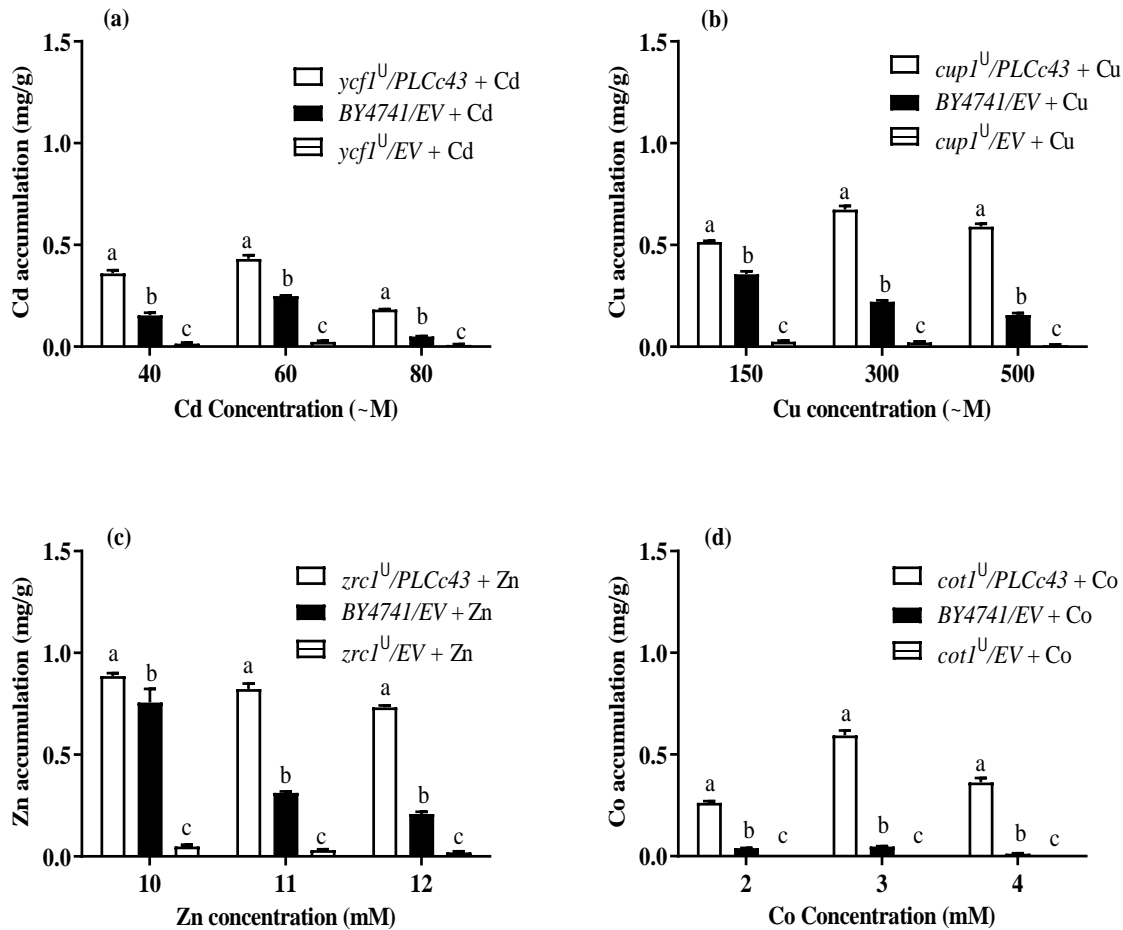 (a)
1.5
1.0
0.5
0.0
Cd accumulation (mg/g)
ycf1ᵁ/PLCc43 + Cd
BY4741/EV + Cd
ycf1ᵁ/EV + Cd
a
b
c
a
b
c
a
b
c
40
60
80
Cd Concentration (~M)
(b)
1.5
1.0
0.5
0.0
Cu accumulation (mg/g)
cup1ᵁ/PLCc43 + Cu
BY4741/EV + Cu
cup1ᵁ/EV + Cu
a
b
c
a
b
c
a
b
c
150
300
500
Cu concentration (~M)
(c)
1.5
1.0
0.5
0.0
Zn accumulation (mg/g)
zrc1ᵁ/PLCc43 + Zn
BY4741/EV + Zn
zrc1ᵁ/EV + Zn
a
b
c
a
b
c
a
b
c
10
11
12
Zn concentration (mM)
(d)
1.5
1.0
0.5
0.0
Co accumulation (mg/g)
cot1ᵁ/PLCc43 + Co
BY4741/EV + Co
cot1ᵁ/EV + Co
a
b
c
a
b
c
a
b
c
2
3
4
Co Concentration (mM)